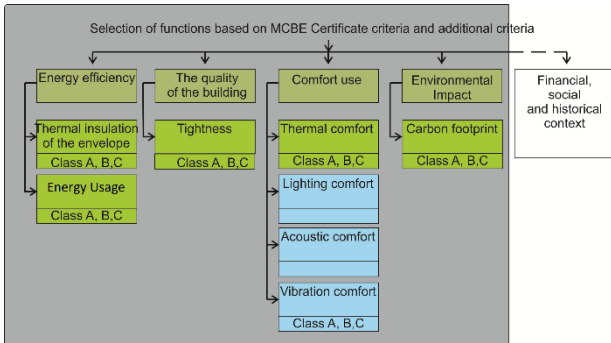 Selection of functions based on MCBE Certificate criteria and additional criteria
Energy efficiency
The quality
of the building
Comfort use
Environmental
Impact
Financial,
social
and historical
context
Thermal insulation
of the envelope
Class A, B,C
Tightness
Class A, B,C
Thermal comfort
Class A, B,C
Carbon footprint
Class A, B,C
Energy Usage
Class A, B,C
Lighting comfort
Acoustic comfort
Vibration comfort
Class A, B,C